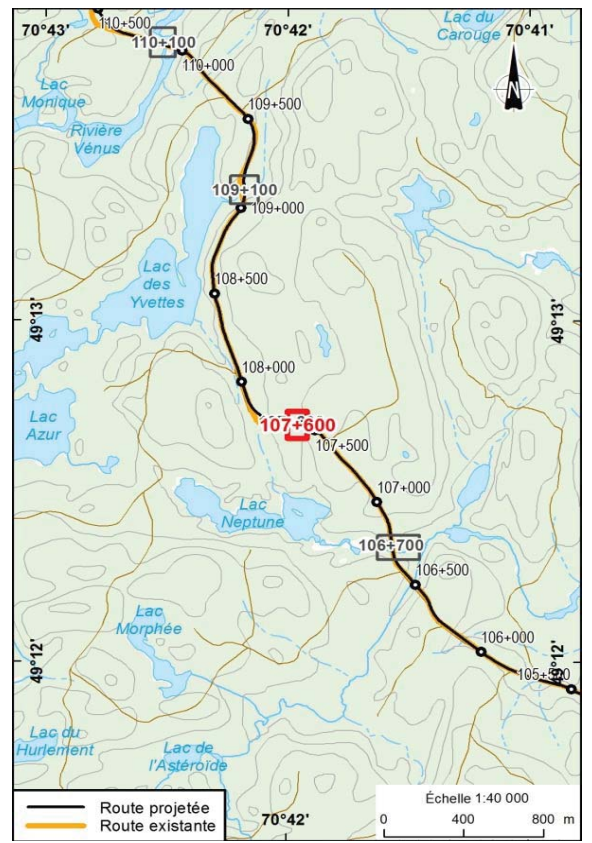 70°43'
70°42'
Lac du
Carouge
70°41'
110+500
110+100
110+000
N
Lac
Monique
109+500
Rivière
Vénus
109+100
109+000
Lac
des
Yvettes
108+500
49°13'
49°13'
108+000
Lac
Azur
107+600
107+500
107+000
Lac
Neptune
106+700
106+500
Lac
Morphée
106+000
49°12'
105+500
49°12'
Lac du
Hurlement
Lac de
l'Astéroïde
Route projetée
Route existante
70°42'
Échelle 1:40 000
0 400 800 m